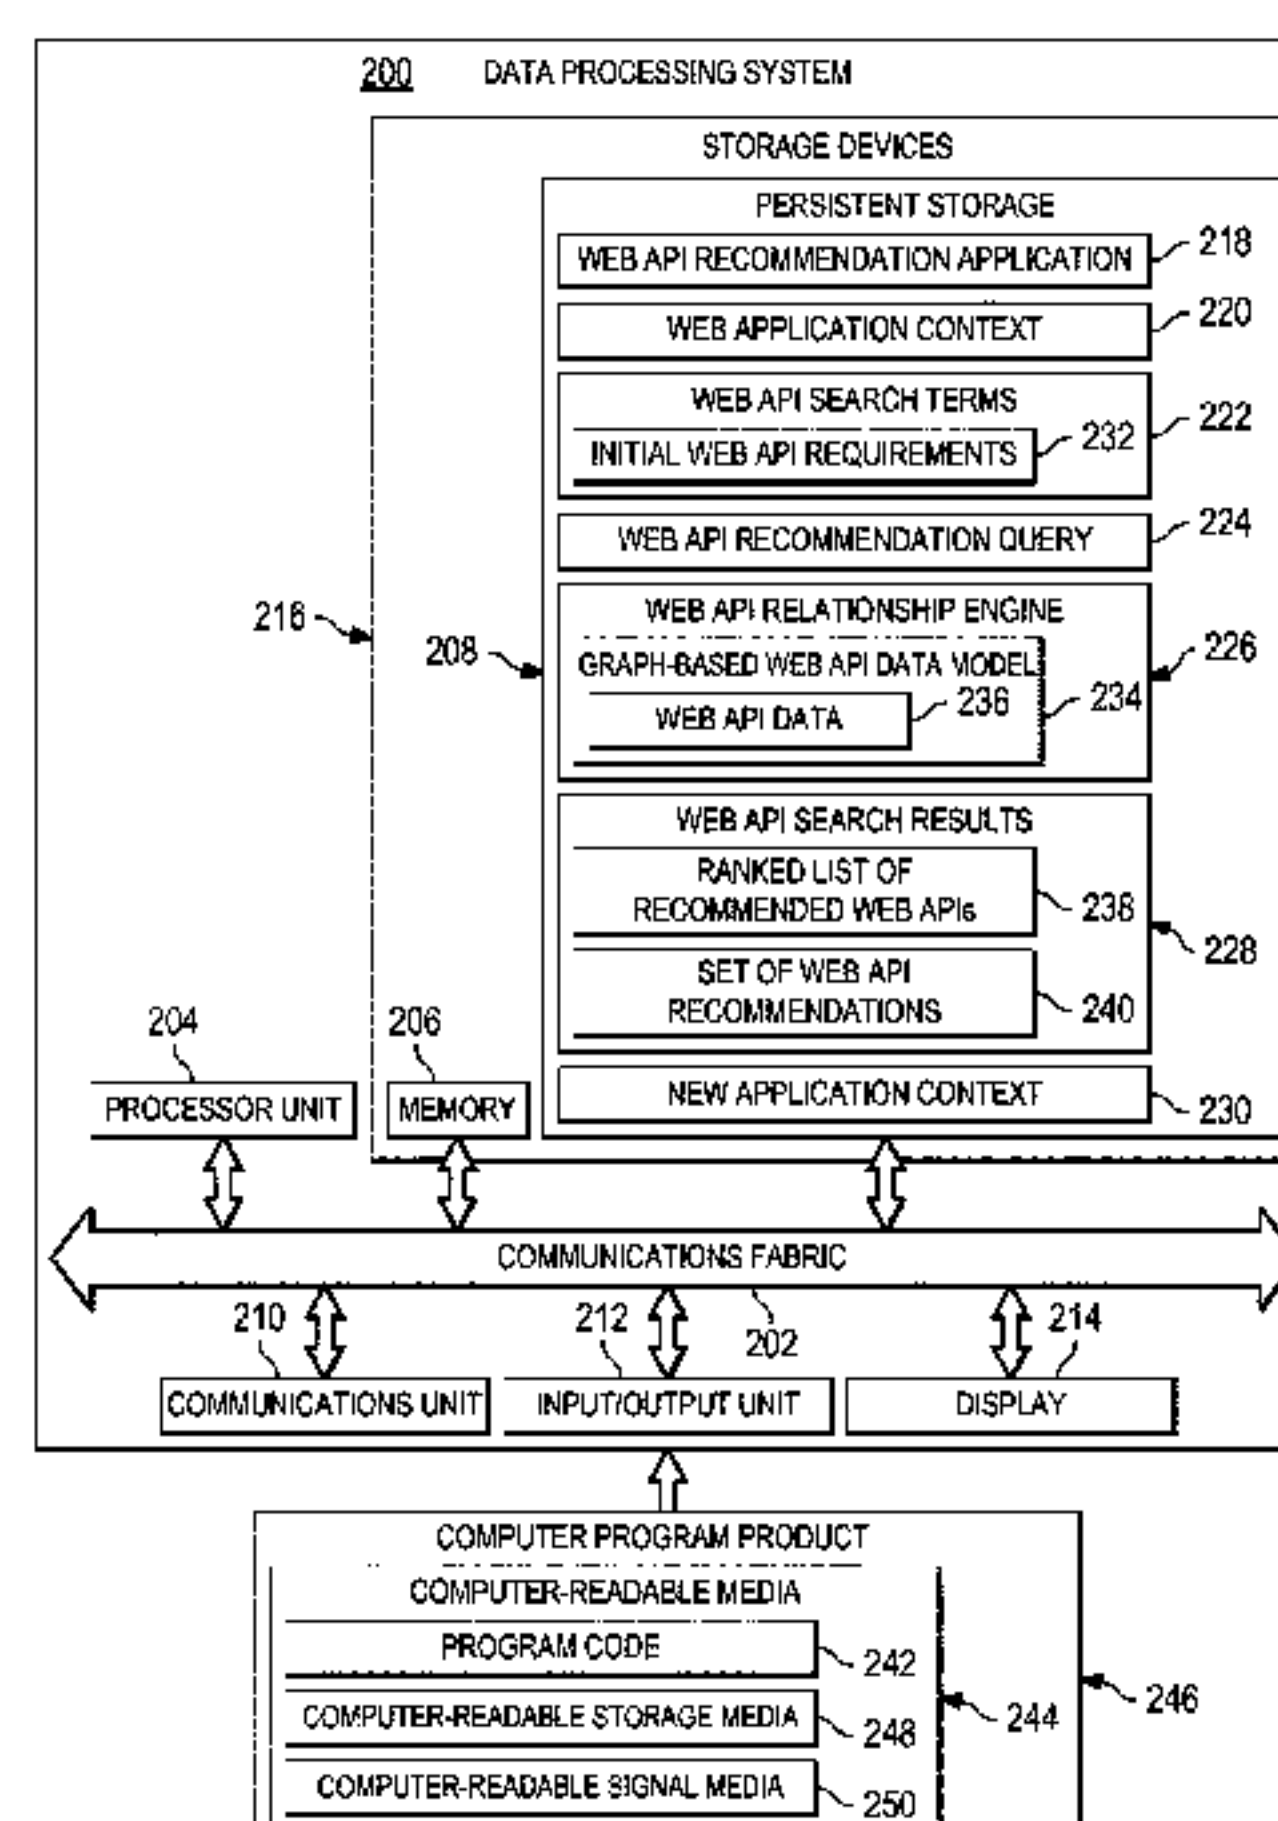 200 DATA PROCESSING SYSTEM
STORAGE DEVICES
PERSISTENT STORAGE
WEB API RECOMMENDATION APPLICATION 218
WEB APPLICATION CONTEXT 220
WEB API SEARCH TERMS 222
INITIAL WEB API REQUIREMENTS 232
WEB API RECOMMENDATION QUERY 224
216
208
WEB API RELATIONSHIP ENGINE 226
GRAPH-BASED WEB API DATA MODEL 234
WEB API DATA 236
WEB API SEARCH RESULTS 228
RANKED LIST OF
RECOMMENDED WEB APIs 238
SET OF WEB API
RECOMMENDATIONS 240
NEW APPLICATION CONTEXT 230
204
PROCESSOR UNIT
206
MEMORY
COMMUNICATIONS FABRIC
202
210
COMMUNICATIONS UNIT
212
INPUT/OUTPUT UNIT
214
DISPLAY
COMPUTER PROGRAM PRODUCT 246
COMPUTER-READABLE MEDIA 244
PROGRAM CODE 242
COMPUTER-READABLE STORAGE MEDIA 248
COMPUTER-READABLE SIGNAL MEDIA 250